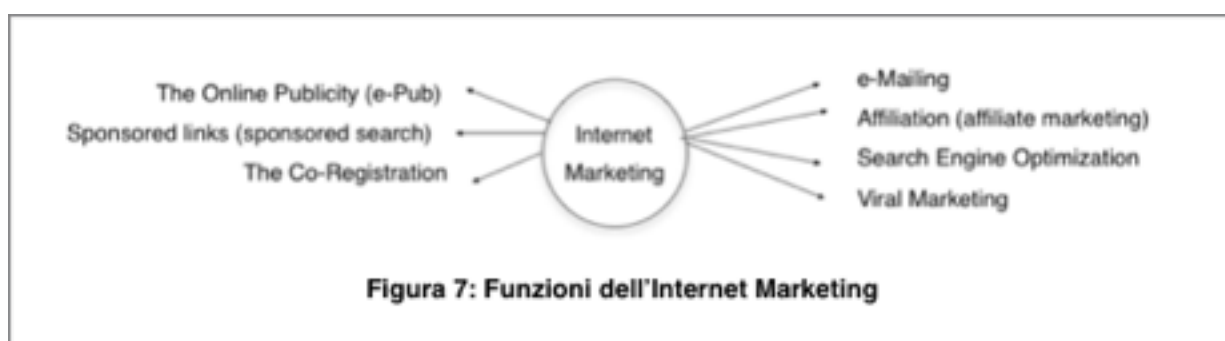 The Online Publicity (e-Pub)
Sponsored links (sponsored search)
The Co-Registration
Internet
Marketing
e-Mailing
Affiliation (affiliate marketing)
Search Engine Optimization
Viral Marketing
Figura 7: Funzioni dell'Internet Marketing